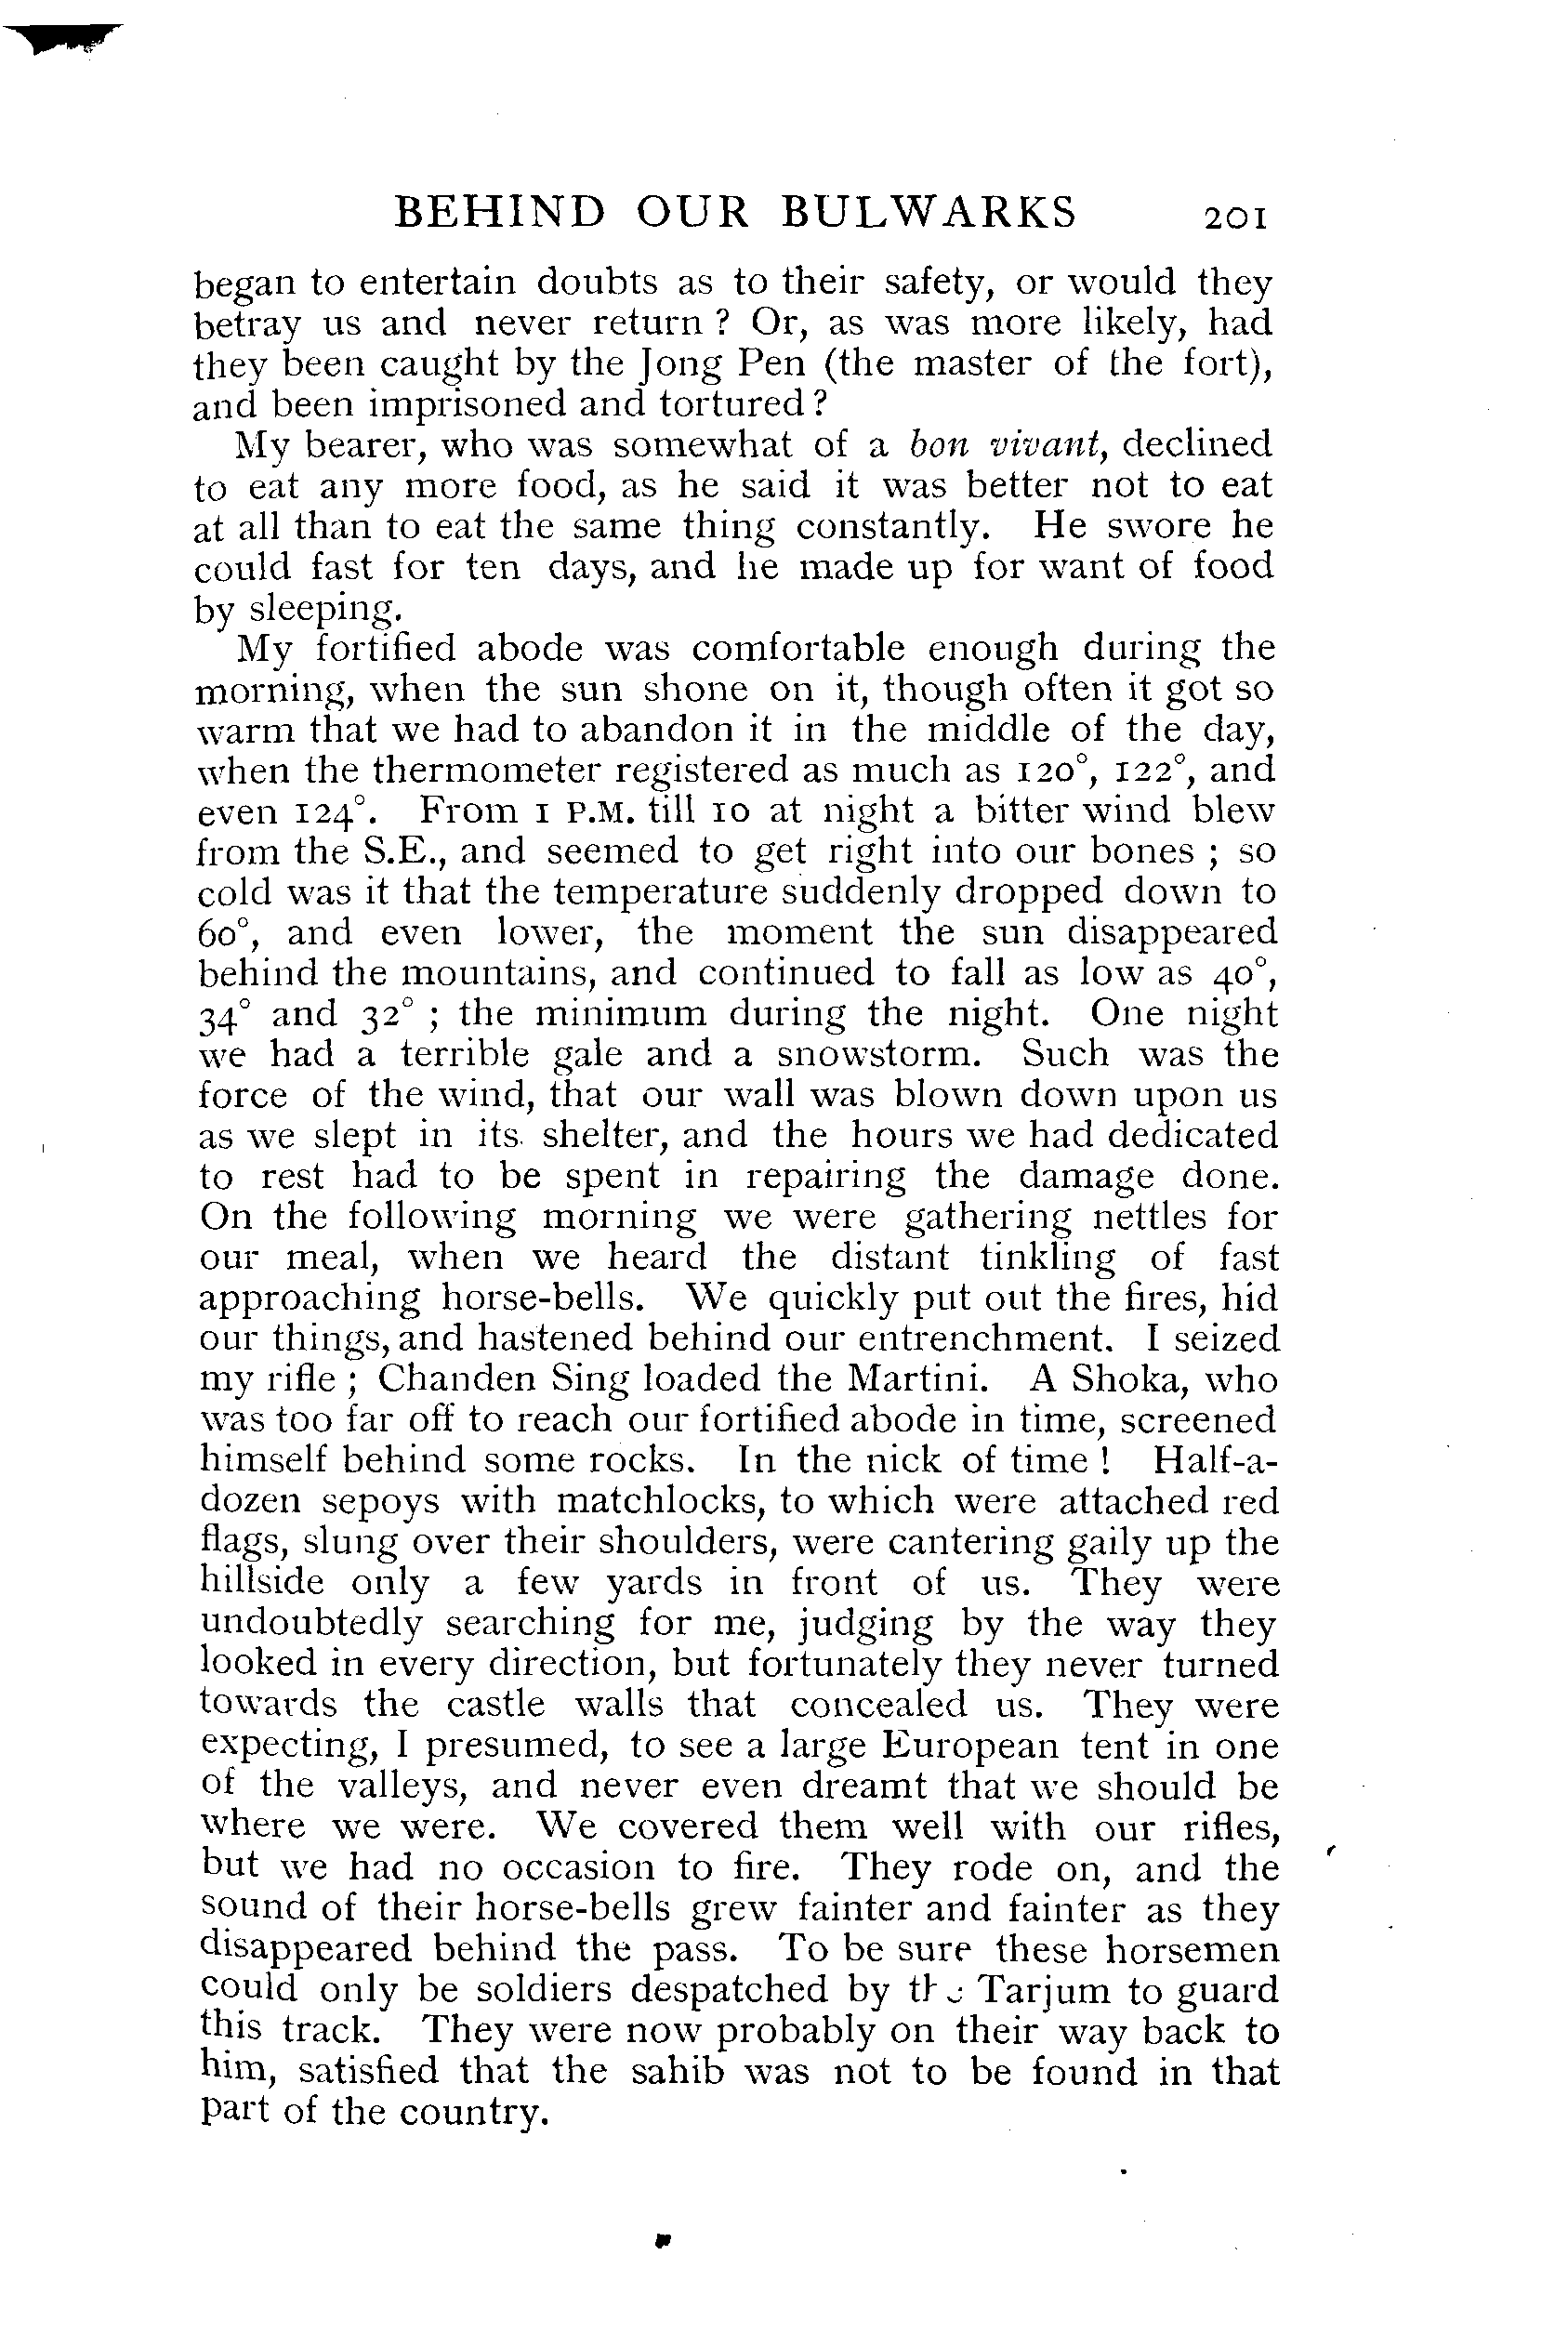 BEHIND OUR BULWARKS 201
began to entertain doubts as to their safety, or would they
betray us and never return ? Or, as was more likely, had
they been caught by the Jong Pen (the master of the fort),
and been imprisoned and tortured ?
My bearer, who was somewhat of a bon vivant, declined
to eat any more food, as he said it was better not to eat
at all than to eat the same thing constantly. He swore he
could fast for ten days, and he made up for want of food
by sleeping.
My fortified abode was comfortable enough during the
morning, when the sun shone on it, though often it got so
warm that we had to abandon it in the middle of the day,
when the thermometer registered as much as 120°, 122°, and
even 124°. From 1 P.M. till 10 at night a bitter wind blew
from the S.E., and seemed to get right into our bones ; so
cold was it that the temperature suddenly dropped down to
60°, and even lower, the moment the sun disappeared
behind the mountains, and continued to fall as low as 40°,
34° and 32° ; the minimum during the night. One night
we had a terrible gale and a snowstorm. Such was the
force of the wind, that our wall was blown down upon us
as we slept in its shelter, and the hours we had dedicated
to rest had to be spent in repairing the damage done.
On the following morning we were gathering nettles for
our meal, when we heard the distant tinkling of fast
approaching horse-bells. We quickly put out the fires, hid
our things, and hastened behind our entrenchment. I seized
my rifle ; Chanden Sing loaded the Martini. A Shoka, who
was too far off to reach our fortified abode in time, screened
himself behind some rocks. In the nick of time ! Half-a-
dozen sepoys with matchlocks, to which were attached red
flags, slung over their shoulders, were cantering gaily up the
hillside only a few yards in front of us. They were
undoubtedly searching for me, judging by the way they
looked in every direction, but fortunately they never turned
towards the castle walls that concealed us. They were
expecting, I presumed, to see a large European tent in one
of the valleys, and never even dreamt that we should be
where we were. We covered them well with our rifles,
but we had no occasion to fire. They rode on, and the
sound of their horse-bells grew fainter and fainter as they
disappeared behind the pass. To be sure these horsemen
could only be soldiers despatched by the Tarjum to guard
this track. They were now probably on their way back to
him, satisfied that the sahib was not to be found in that
part of the country.